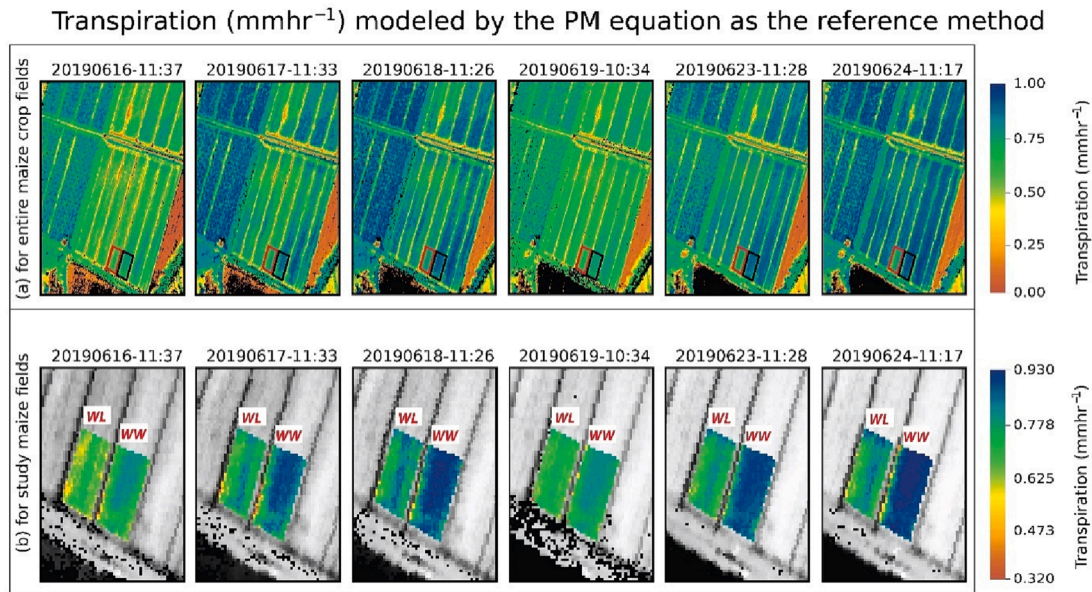 Transpiration (mmhr⁻¹) modeled by the PM equation as the reference method
(a) for entire maize crop fields
20190616-11:37 20190617-11:33 20190618-11:26 20190619-10:34 20190623-11:28 20190624-11:17
1.00
0.75
0.50
0.25
0.00
Transpiration (mmhr⁻¹)
(b) for study maize fields
20190616-11:37 20190617-11:33 20190618-11:26 20190619-10:34 20190623-11:28 20190624-11:17
WL WL WL WL WL WL
WW WW WW WW WW WW
0.930
0.778
0.625
0.473
0.320
Transpiration (mmhr⁻¹)